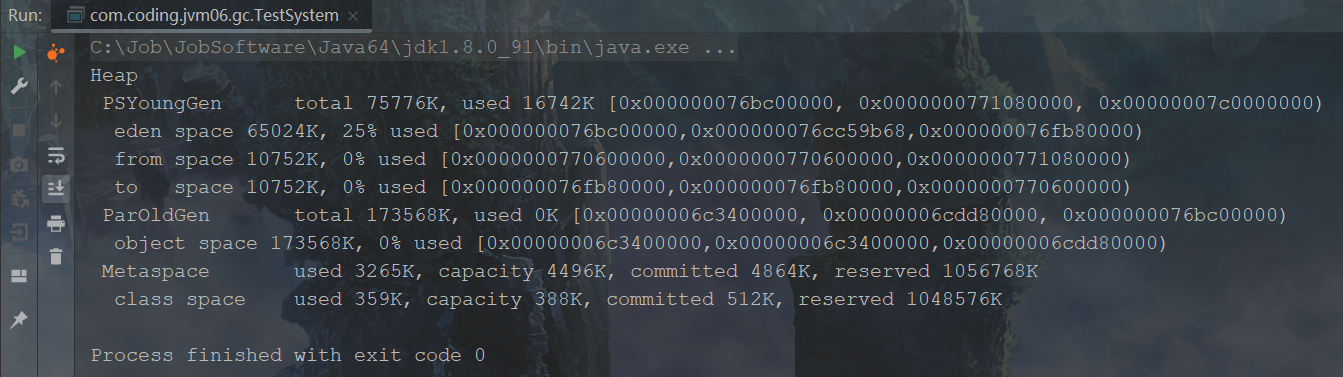 Run: com.coding.jvm06.gc.TestSystem ×
C:\Job\JobSoftware\Java64\jdk1.8.0_91\bin\java.exe ...
Heap
 PSYoungGen      total 75776K, used 16742K [0x000000076bc00000, 0x0000000771080000, 0x00000007c0000000)
  eden space 65024K, 25% used [0x000000076bc00000,0x000000076cc59b68,0x000000076fb80000)
  from space 10752K, 0% used [0x0000000770600000,0x0000000770600000,0x0000000771080000)
  to   space 10752K, 0% used [0x000000076fb80000,0x000000076fb80000,0x0000000770600000)
 ParOldGen       total 173568K, used 0K [0x00000006c3400000, 0x00000006cdd80000, 0x000000076bc00000)
  object space 173568K, 0% used [0x00000006c3400000,0x00000006c3400000,0x00000006cdd80000)
 Metaspace       used 3265K, capacity 4496K, committed 4864K, reserved 1056768K
  class space    used 359K, capacity 388K, committed 512K, reserved 1048576K
Process finished with exit code 0